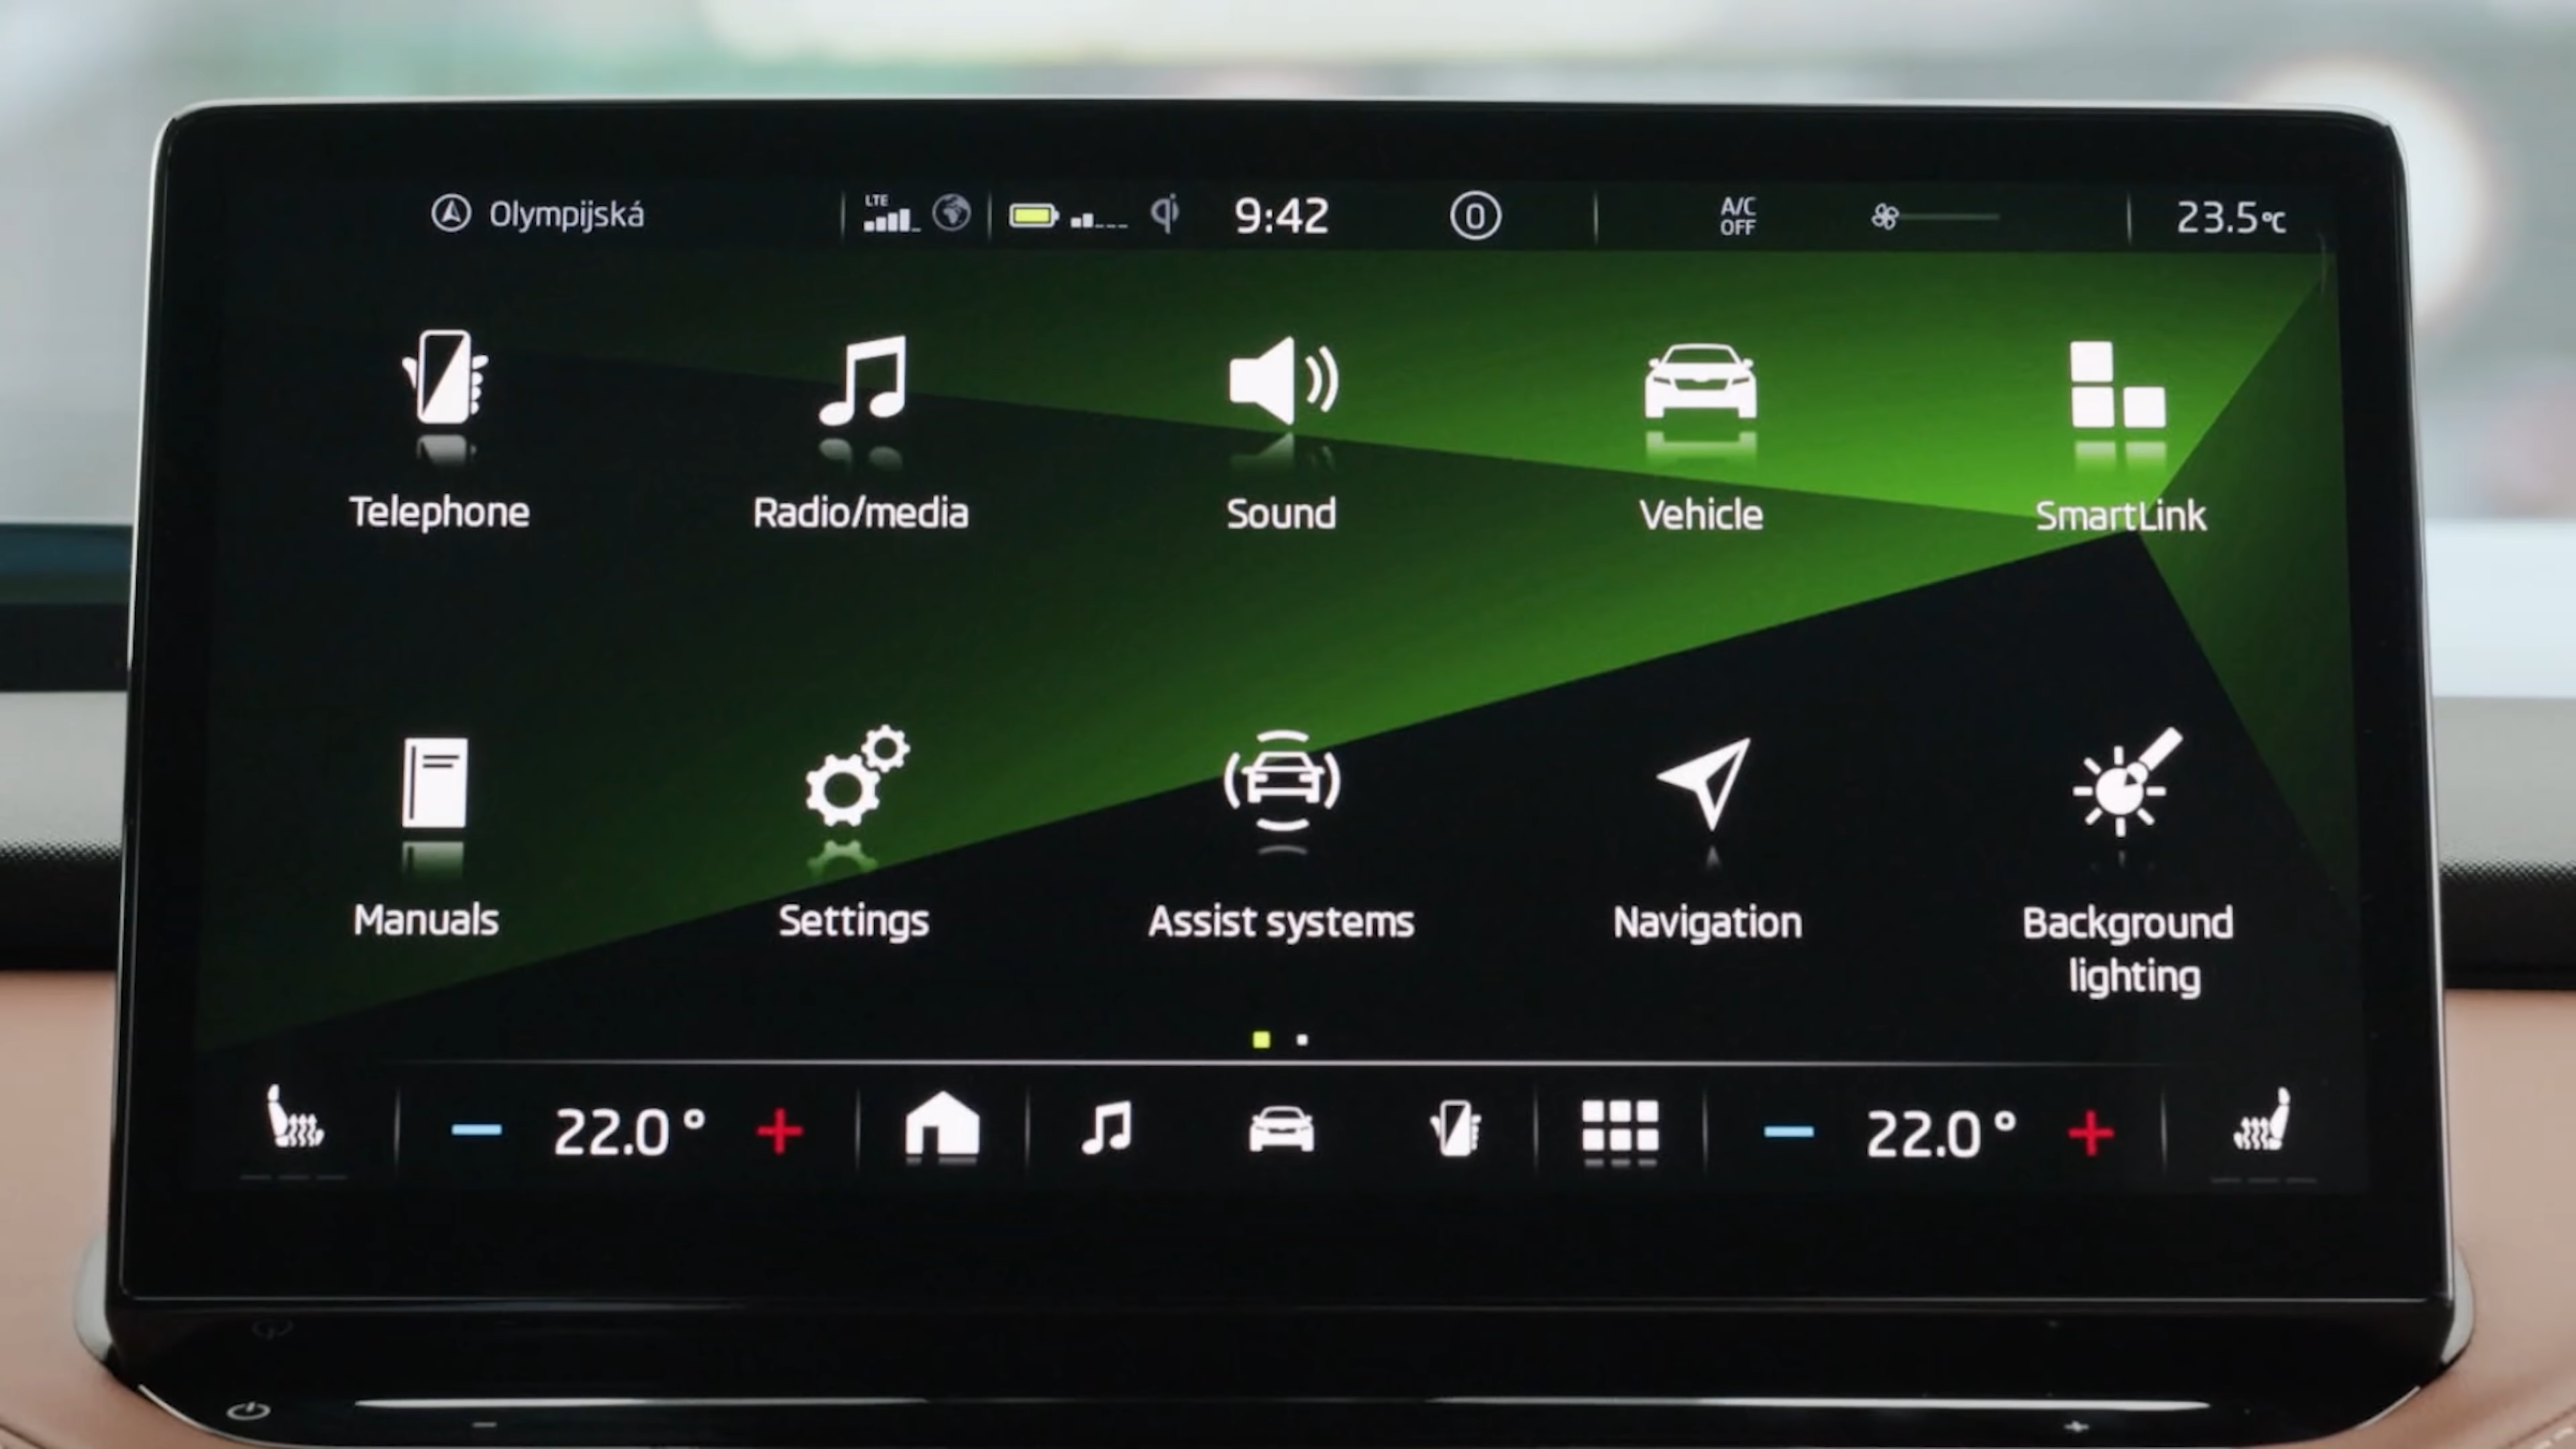 Olympijská
LTE
9:42
0
A/C
OFF
23.5°C
Telephone
Radio/media
Sound
Vehicle
SmartLink
Manuals
Settings
Assist systems
Navigation
Background
lighting
22.0°
22.0°